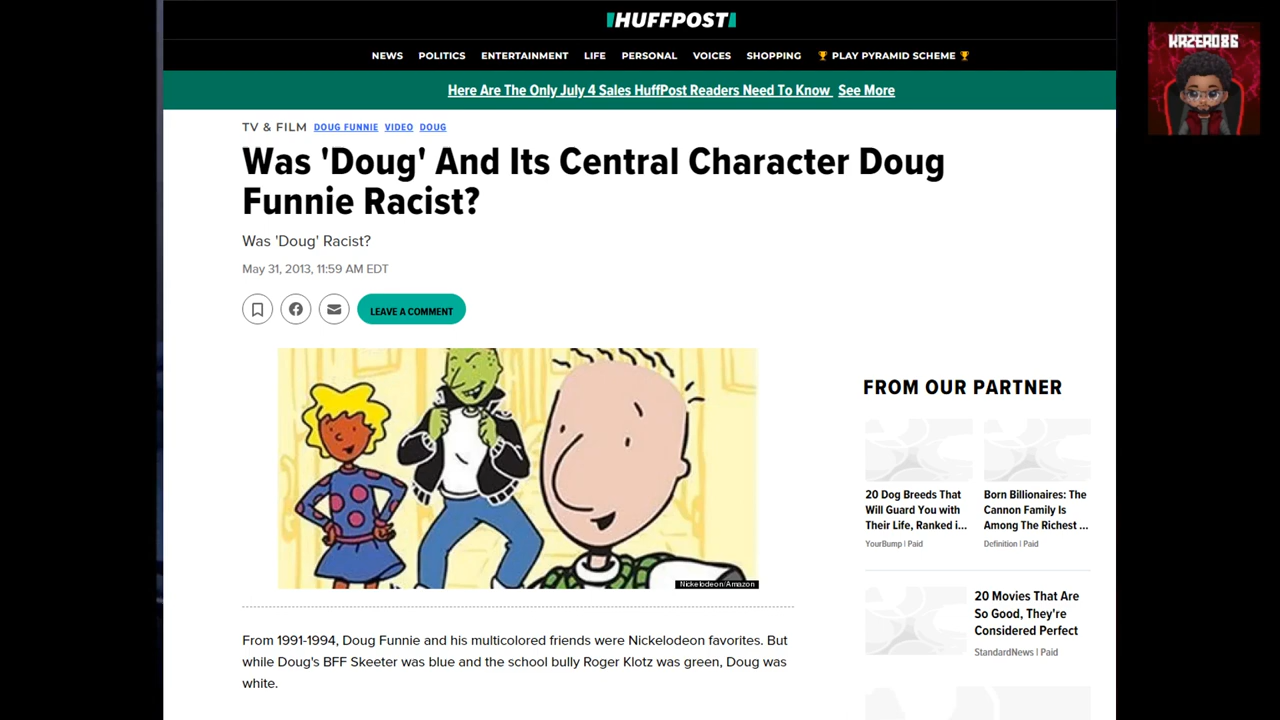 HUFFPOST
KRZERO86
NEWS POLITICS ENTERTAINMENT LIFE PERSONAL VOICES SHOPPING 🏆 PLAY PYRAMID SCHEME 🏆
Here Are The Only July 4 Sales HuffPost Readers Need To Know See More
TV & FILM DOUG FUNNIE VIDEO DOUG
Was 'Doug' And Its Central Character Doug
Funnie Racist?
Was 'Doug' Racist?
May 31, 2013, 11:59 AM EDT
LEAVE A COMMENT
Nickelodeon/Amazon
From 1991-1994, Doug Funnie and his multicolored friends were Nickelodeon favorites. But
while Doug's BFF Skeeter was blue and the school bully Roger Klotz was green, Doug was
white.
FROM OUR PARTNER
20 Dog Breeds That
Will Guard You with
Their Life, Ranked i...
YourBump | Paid
Born Billionaires: The
Cannon Family Is
Among The Richest ...
Definition | Paid
20 Movies That Are
So Good, They're
Considered Perfect
StandardNews | Paid